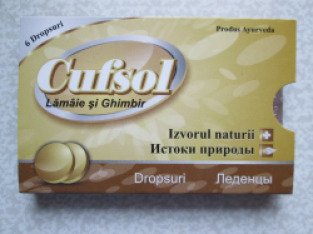 6 Dropsuri
Produs Ayurveda
Cufsol
Lămâie şi Ghimbir
Izvorul naturii
Истоки природы
Dropsuri Леденцы